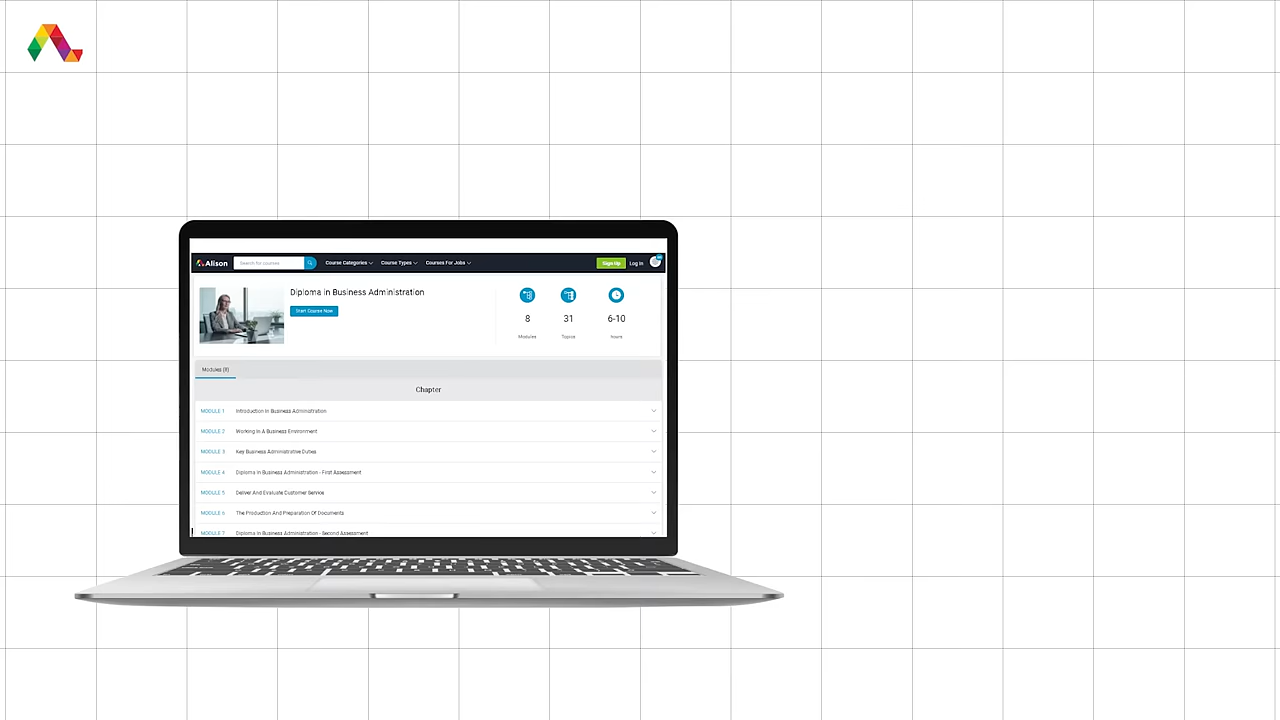 Alison
Search for courses
Course Categories
Course Types
Course For Jobs
Sign Up
Log In
Diploma in Business Administration
Start Course Now
8
31
6-10
Modules
Topics
hours
Modules (8)
Chapter
MODULE 1 Introduction In Business Administration
MODULE 2 Working In A Business Environment
MODULE 3 Key Business Administrative Duties
MODULE 4 Diploma In Business Administration - First Assessment
MODULE 5 Deliver And Evaluate Customer Service
MODULE 6 The Production And Preparation Of Documents
MODULE 7 Diploma In Business Administration - Second Assessment